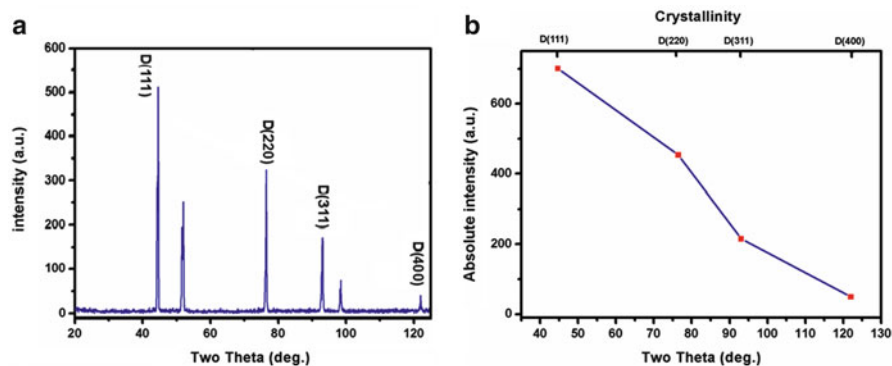 a
600
500
400
300
200
100
0
intensity (a.u.)
D(111)
D(220)
D(311)
D(400)
20 40 60 80 100 120
Two Theta (deg.)
b
Crystallinity
D(111) D(220) D(311) D(400)
600
400
200
0
Absolute intensity (a.u.)
40 50 60 70 80 90 100 110 120 130
Two Theta (deg.)